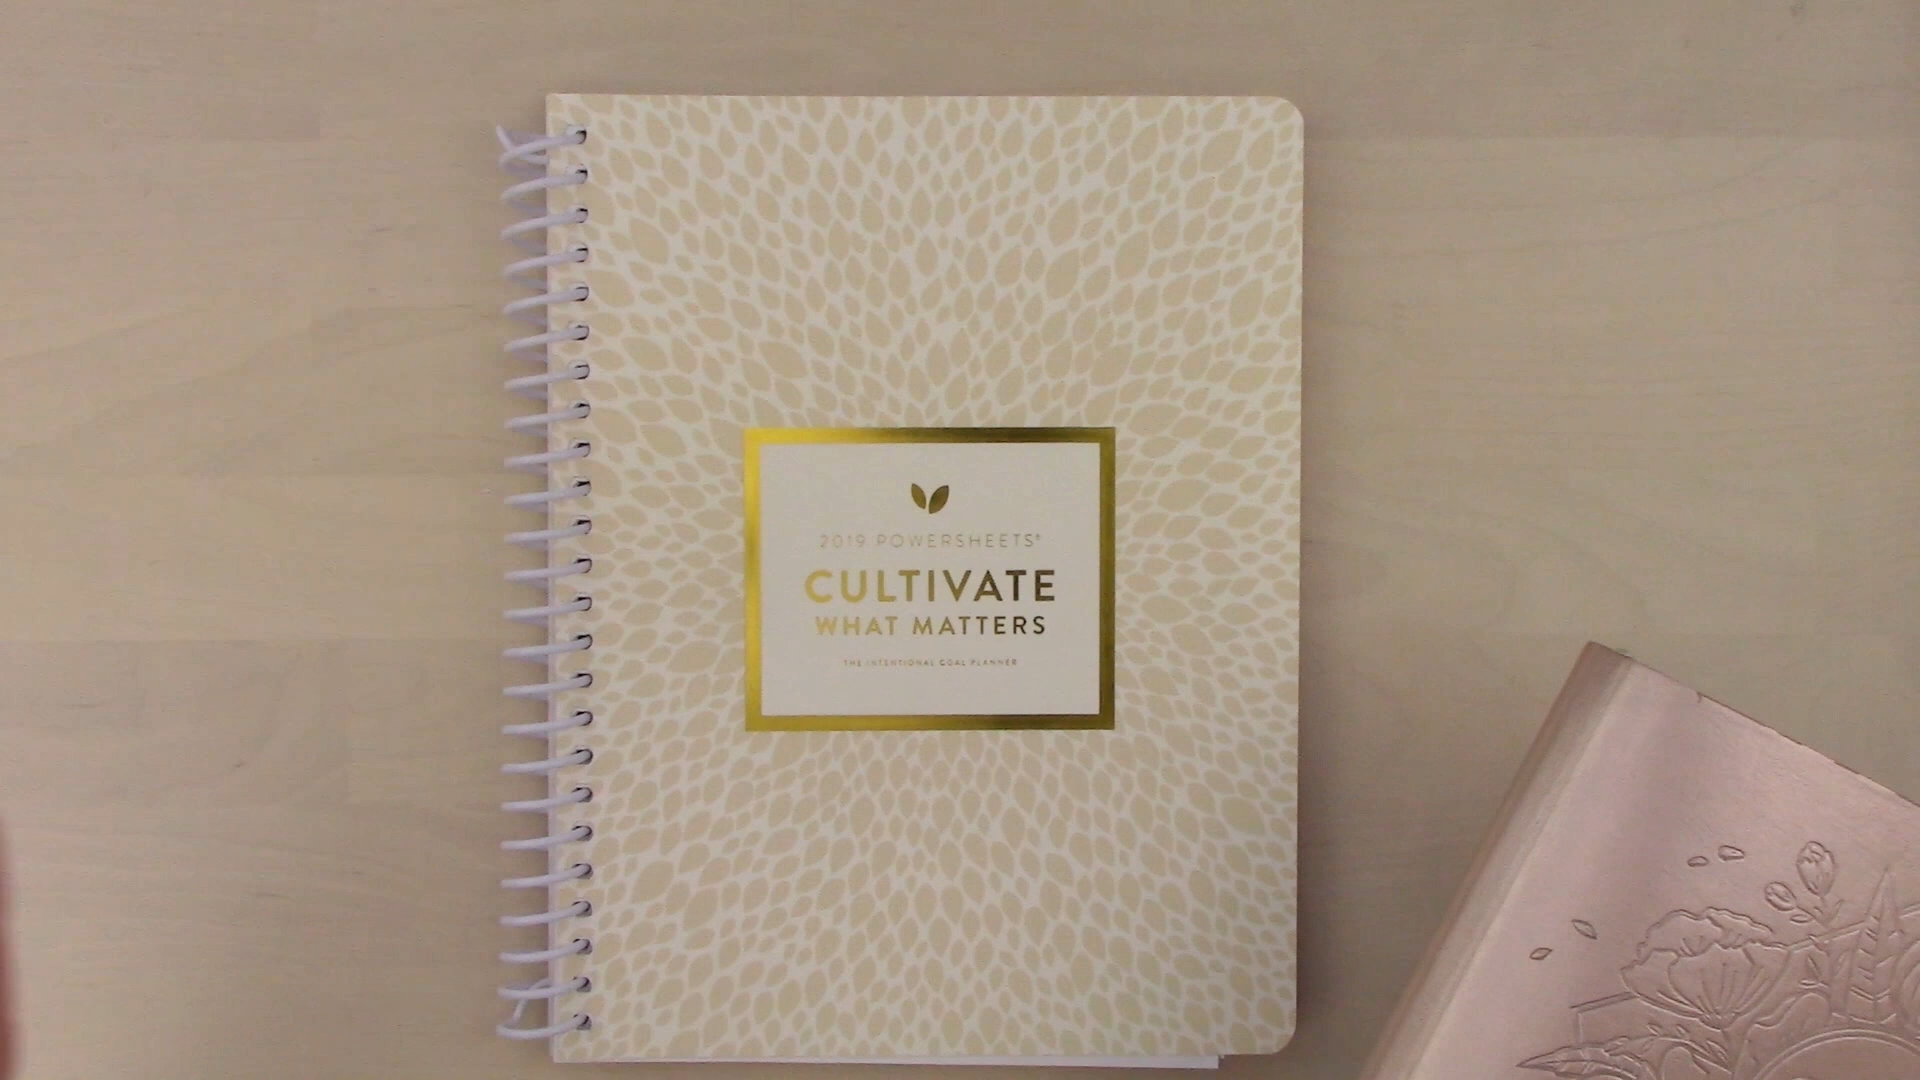 2019 POWERSHEETS®
CULTIVATE
WHAT MATTERS
THE INTENTIONAL GOAL PLANNER